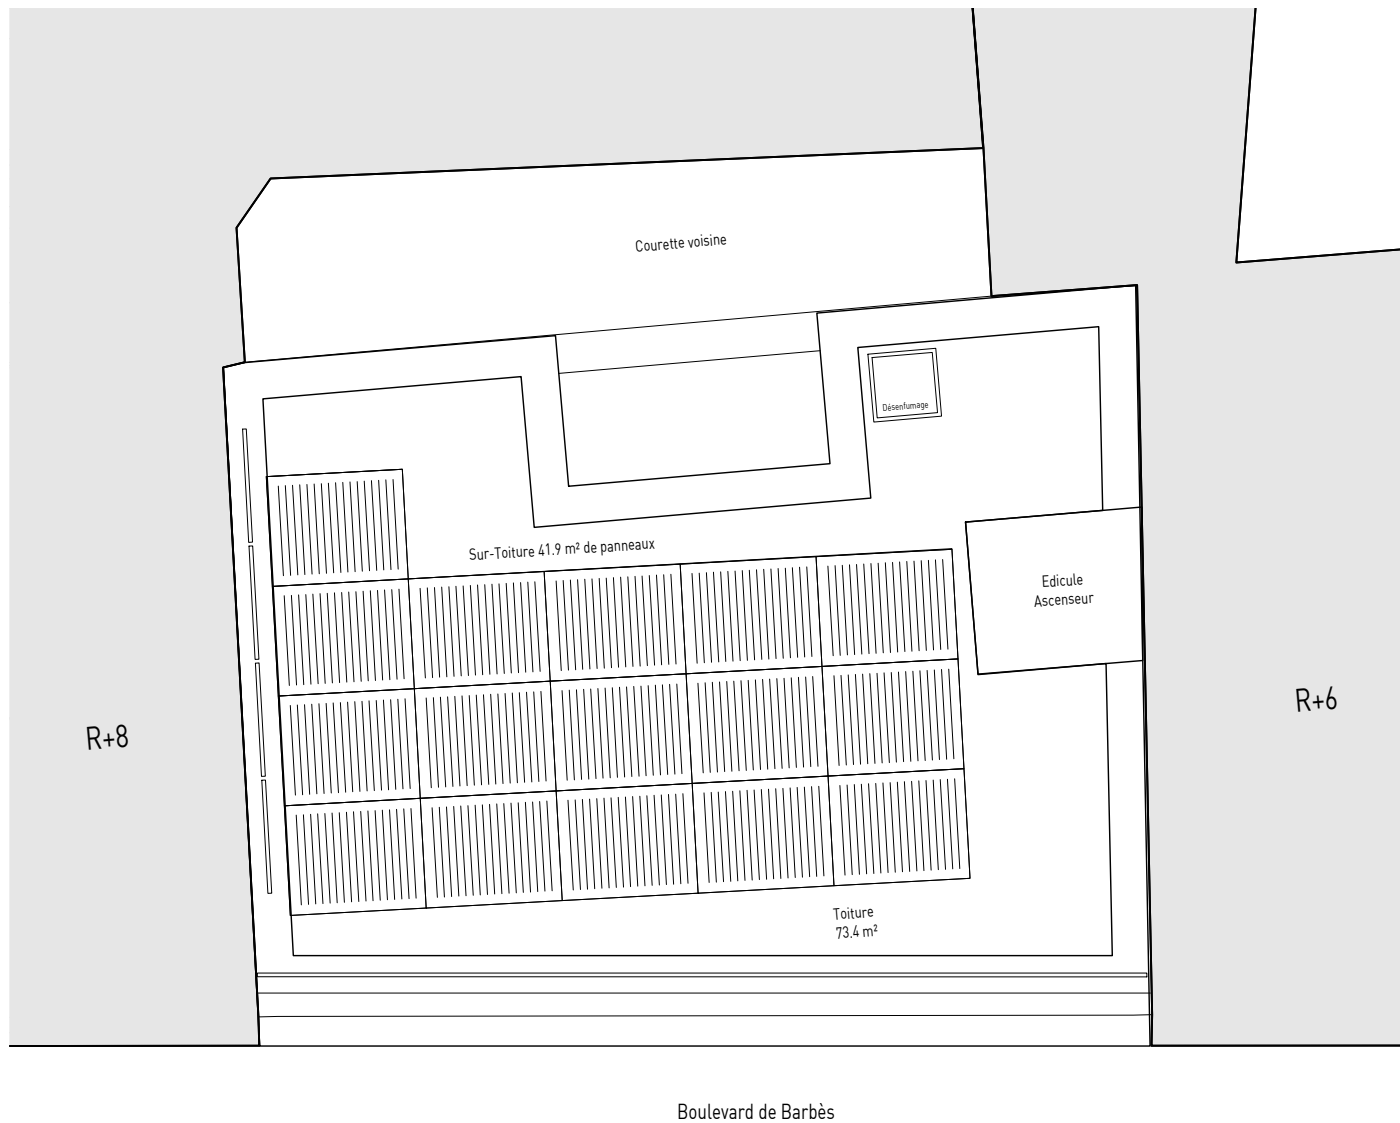 Courette voisine
Désenfumage
Sur-Toiture 41.9 m² de panneaux
Edicule
Ascenseur
R+8
R+6
Toiture
73.4 m²
Boulevard de Barbès